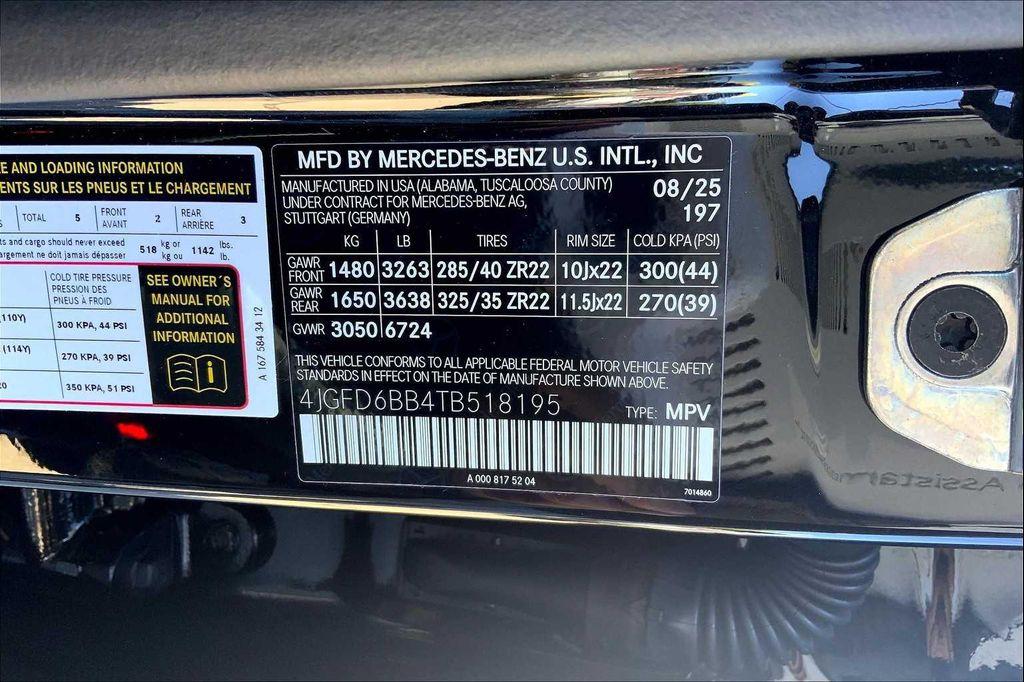 E AND LOADING INFORMATION
ENTS SUR LES PNEUS ET LE CHARGEMENT
S TOTAL 5 FRONT AVANT 2 REAR ARRIÈRE 3
ts and cargo should never exceed 518 kg or 1142 lbs.
argement ne doit jamais dépasser kg ou lb.
COLD TIRE PRESSURE
PRESSION DES
PNEUS À FROID
110Y) 300 KPA, 44 PSI
(114Y) 270 KPA, 39 PSI
20 350 KPA, 51 PSI
SEE OWNER´S
MANUAL FOR
ADDITIONAL
INFORMATION
A 167 584 34 12
MFD BY MERCEDES-BENZ U.S. INTL., INC
MANUFACTURED IN USA (ALABAMA, TUSCALOOSA COUNTY) 08/25
UNDER CONTRACT FOR MERCEDES-BENZ AG, 197
STUTTGART (GERMANY)
KG LB TIRES RIM SIZE COLD KPA (PSI)
GAWR FRONT 1480 3263 285/40 ZR22 10Jx22 300(44)
GAWR REAR 1650 3638 325/35 ZR22 11.5Jx22 270(39)
GVWR 3050 6724
THIS VEHICLE CONFORMS TO ALL APPLICABLE FEDERAL MOTOR VEHICLE SAFETY
STANDARDS IN EFFECT ON THE DATE OF MANUFACTURE SHOWN ABOVE.
4JGFD6BB4TB518195 TYPE: MPV
A 000 817 52 04
7014860